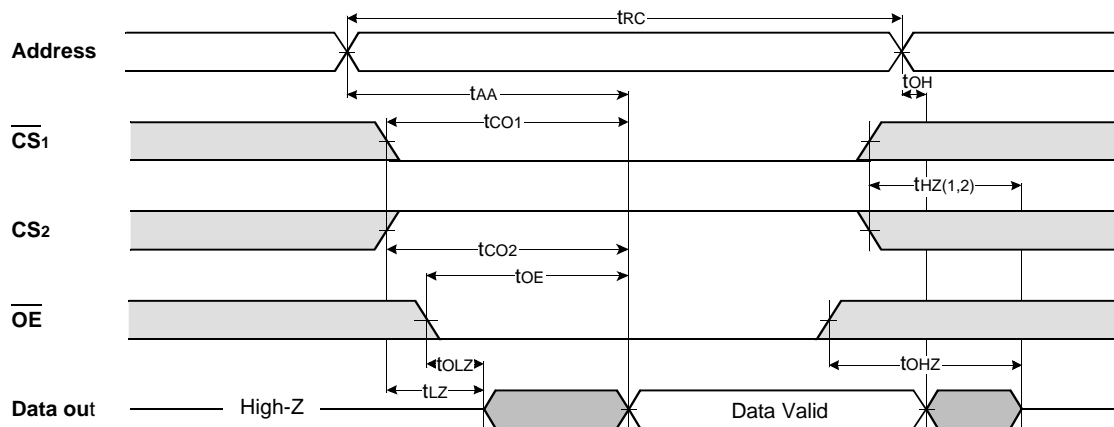 tRC
Address
tOH
tAA
tCO1
CS1
tHZ(1,2)
CS2
tCO2
tOE
OE
tOLZ
tOHZ
tLZ
Data out
High-Z
Data Valid